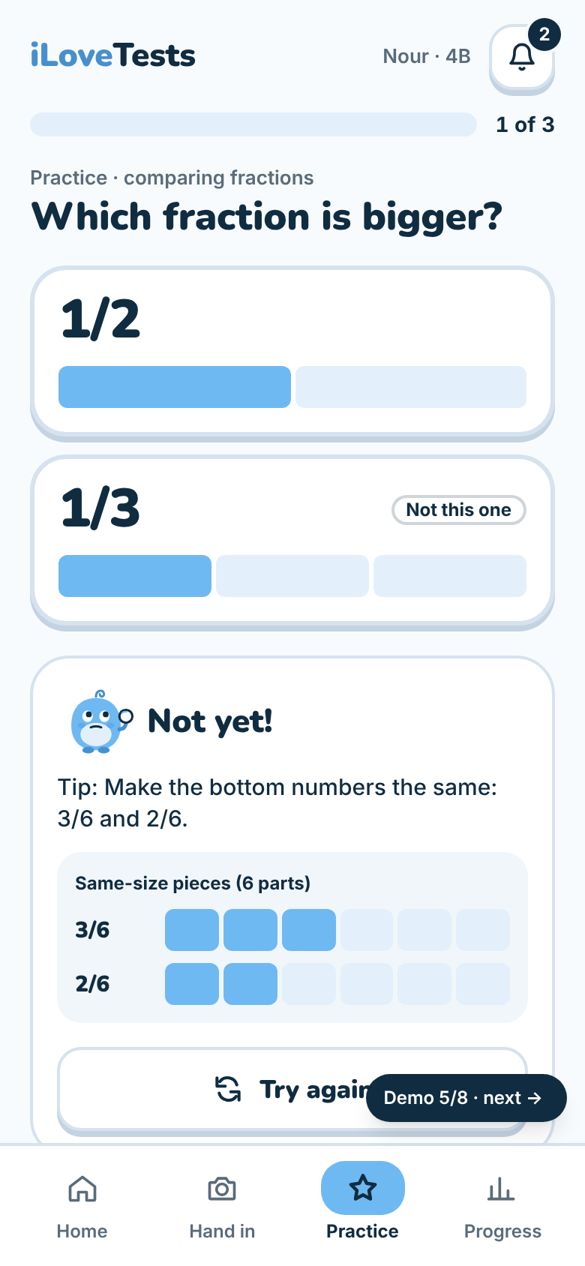 iLoveTests
Nour · 4B
2
1 of 3
Practice · comparing fractions
Which fraction is bigger?
1/2
1/3
Not this one
Not yet!
Tip: Make the bottom numbers the same:
3/6 and 2/6.
Same-size pieces (6 parts)
3/6
2/6
Try again
Demo 5/8 · next →
Home
Hand in
Practice
Progress